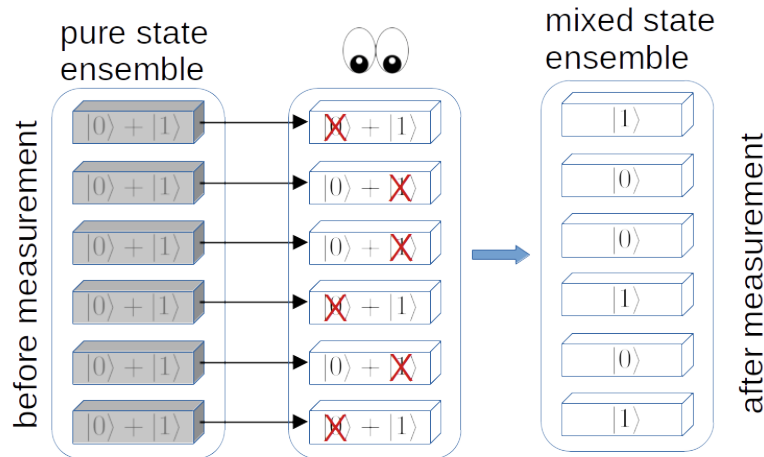 pure state
ensemble
mixed state
ensemble
before measurement
|0⟩ + |1⟩
|0⟩ + |1⟩
|1⟩
|0⟩ + |1⟩
|0⟩ + |1⟩
|0⟩
|0⟩ + |1⟩
|0⟩ + |1⟩
|0⟩
|0⟩ + |1⟩
|0⟩ + |1⟩
|1⟩
|0⟩ + |1⟩
|0⟩ + |1⟩
|0⟩
|0⟩ + |1⟩
|0⟩ + |1⟩
|1⟩
after measurement